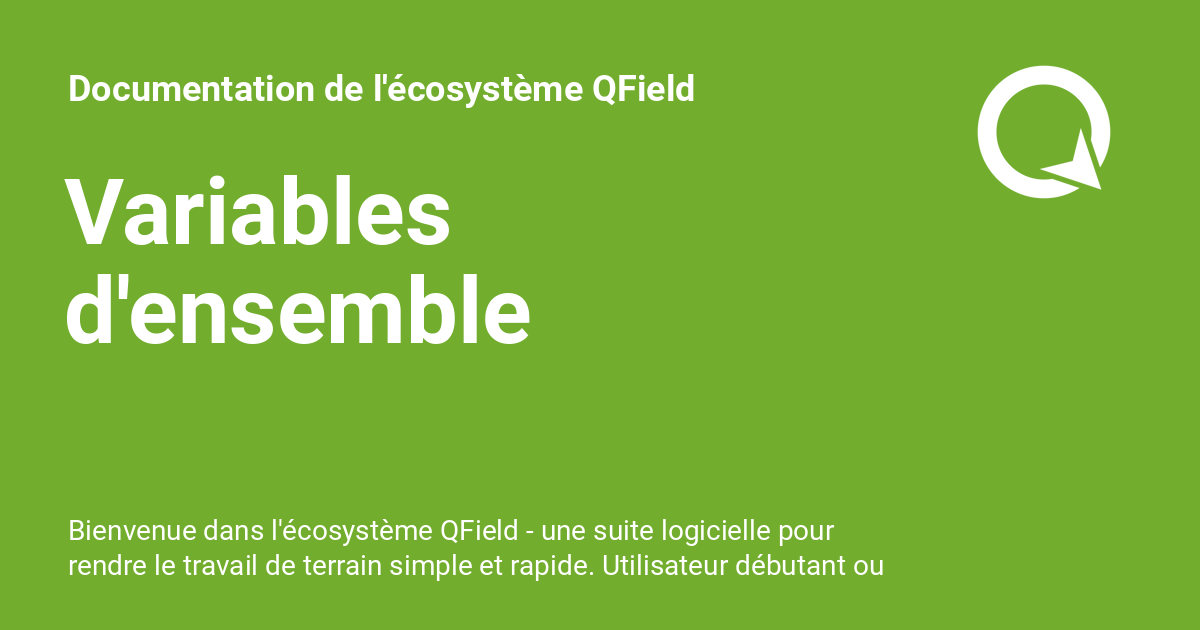 Documentation de l'écosystème QField
Variables
d'ensemble
Bienvenue dans l'écosystème QField - une suite logicielle pour
rendre le travail de terrain simple et rapide. Utilisateur débutant ou